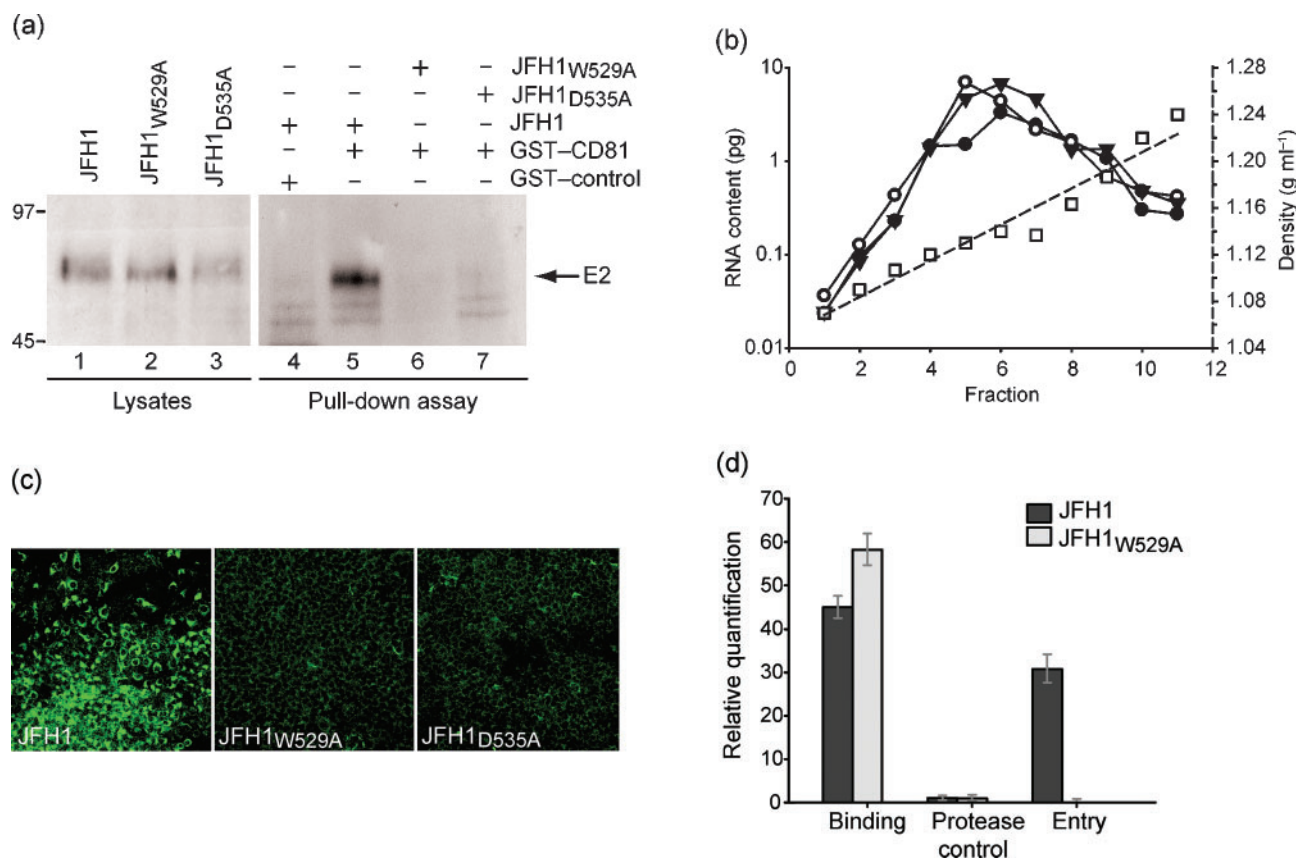 (a)
JFH1
JFH1W529A
JFH1D535A
– – – + – JFH1W529A
– – – + JFH1D535A
+ + – – JFH1
– + + + GST–CD81
+ – – – GST–control
97
45
E2
1 2 3 4 5 6 7
Lysates Pull-down assay
(b)
RNA content (pg)
10
1
0.1
0.01
0 2 4 6 8 10 12
Fraction
1.28
1.24
1.20
1.16
1.12
1.08
1.04
Density (g ml⁻¹)
(c)
JFH1 JFH1W529A JFH1D535A
(d)
Relative quantification
70
60
50
40
30
20
10
0
JFH1
JFH1W529A
Binding Protease control Entry